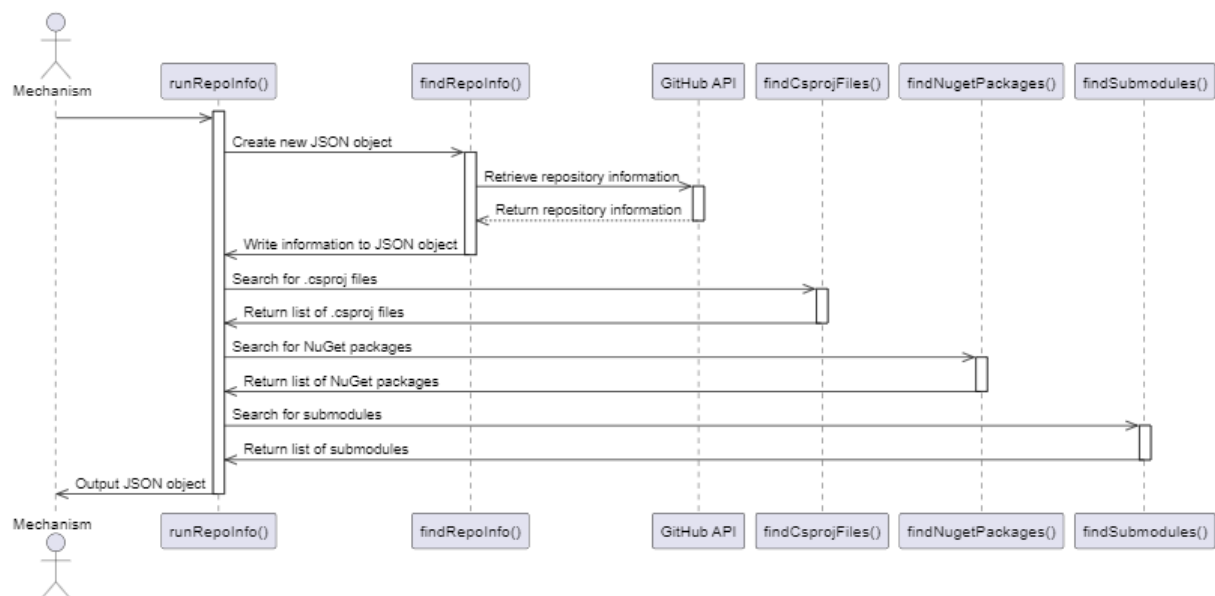 Mechanism
runRepoInfo()
findRepoInfo()
GitHub API
findCsprojFiles()
findNugetPackages()
findSubmodules()
Create new JSON object
Retrieve repository information
Return repository information
Write information to JSON object
Search for .csproj files
Return list of .csproj files
Search for NuGet packages
Return list of NuGet packages
Search for submodules
Return list of submodules
Output JSON object
Mechanism
runRepoInfo()
findRepoInfo()
GitHub API
findCsprojFiles()
findNugetPackages()
findSubmodules()